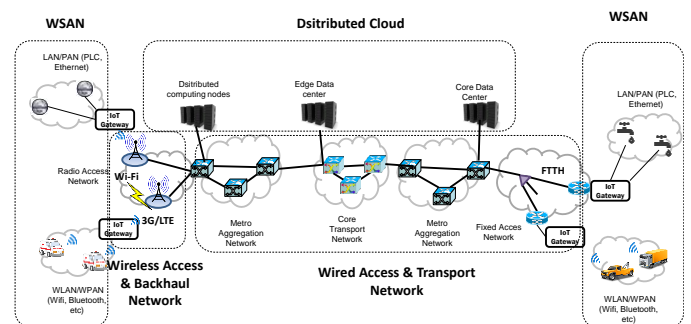 WSAN
Dsitributed Cloud
WSAN
LAN/PAN (PLC,
Ethernet)
Dsitributed
computing nodes
Edge Data
center
Core Data
Center
LAN/PAN (PLC,
Ethernet)
IoT
Gateway
Radio Access
Network
Wi-Fi
3G/LTE
FTTH
IoT
Gateway
IoT
Gateway
Metro
Aggregation
Network
Core
Transport
Network
Metro
Aggregation
Network
Fixed Acces
Network
IoT
Gateway
WLAN/WPAN
(Wifi, Bluetooth,
etc)
Wireless Access
& Backhaul
Network
Wired Access & Transport
Network
WLAN/WPAN
(Wifi, Bluetooth,
etc)